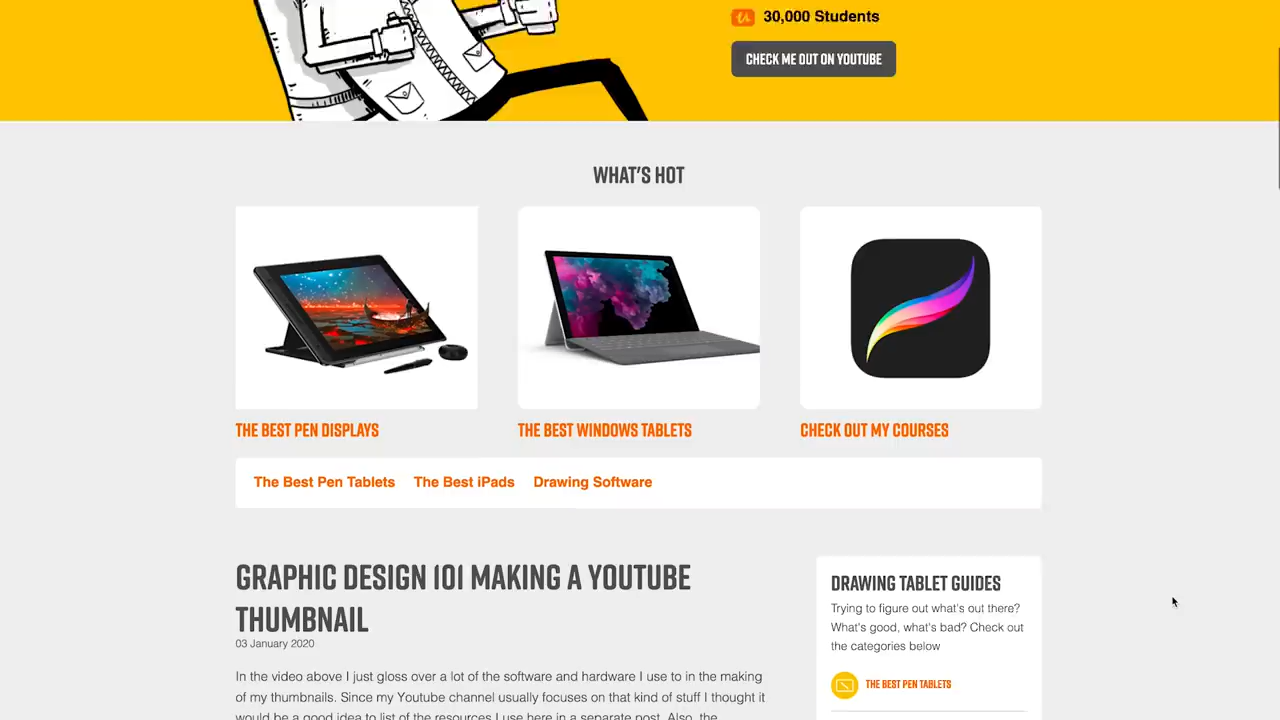 30,000 Students
CHECK ME OUT ON YOUTUBE
WHAT'S HOT
THE BEST PEN DISPLAYS
THE BEST WINDOWS TABLETS
CHECK OUT MY COURSES
The Best Pen Tablets
The Best iPads
Drawing Software
GRAPHIC DESIGN 101 MAKING A YOUTUBE
THUMBNAIL
03 January 2020
In the video above I just gloss over a lot of the software and hardware I use to in the making
of my thumbnails. Since my Youtube channel usually focuses on that kind of stuff I thought it
would be a good idea to list of the resources I use here in a separate post. Also, the
DRAWING TABLET GUIDES
Trying to figure out what's out there?
What's good, what's bad? Check out
the categories below
THE BEST PEN TABLETS